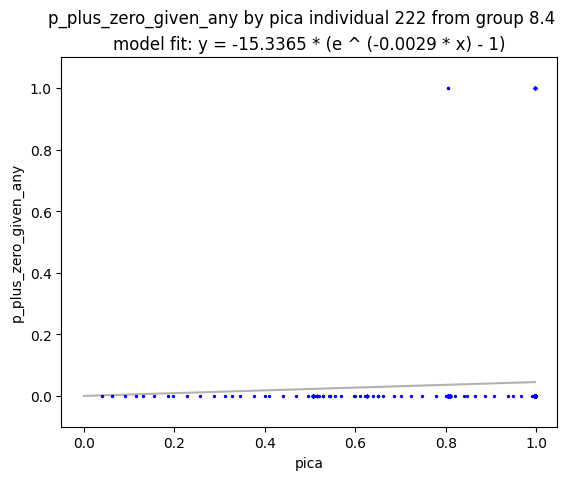 p_plus_zero_given_any by pica individual 222 from group 8.4
model fit: y = -15.3365 * (e ^ (-0.0029 * x) - 1)
1.0
0.8
0.6
0.4
0.2
0.0
p_plus_zero_given_any
0.0 0.2 0.4 0.6 0.8 1.0
pica